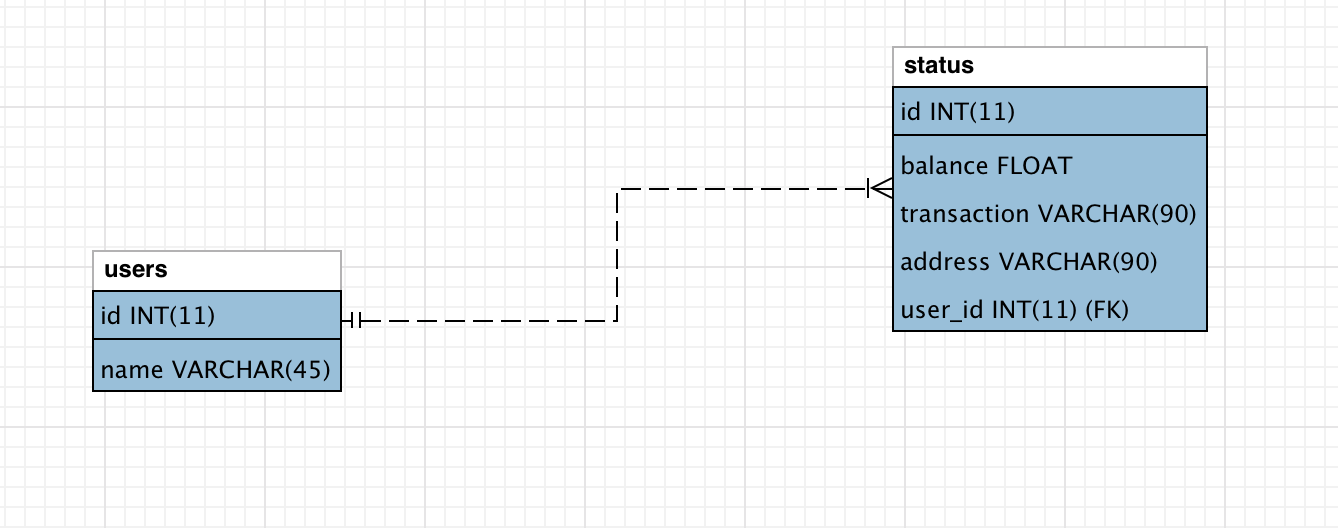 users
id INT(11)
name VARCHAR(45)
status
id INT(11)
balance FLOAT
transaction VARCHAR(90)
address VARCHAR(90)
user_id INT(11) (FK)